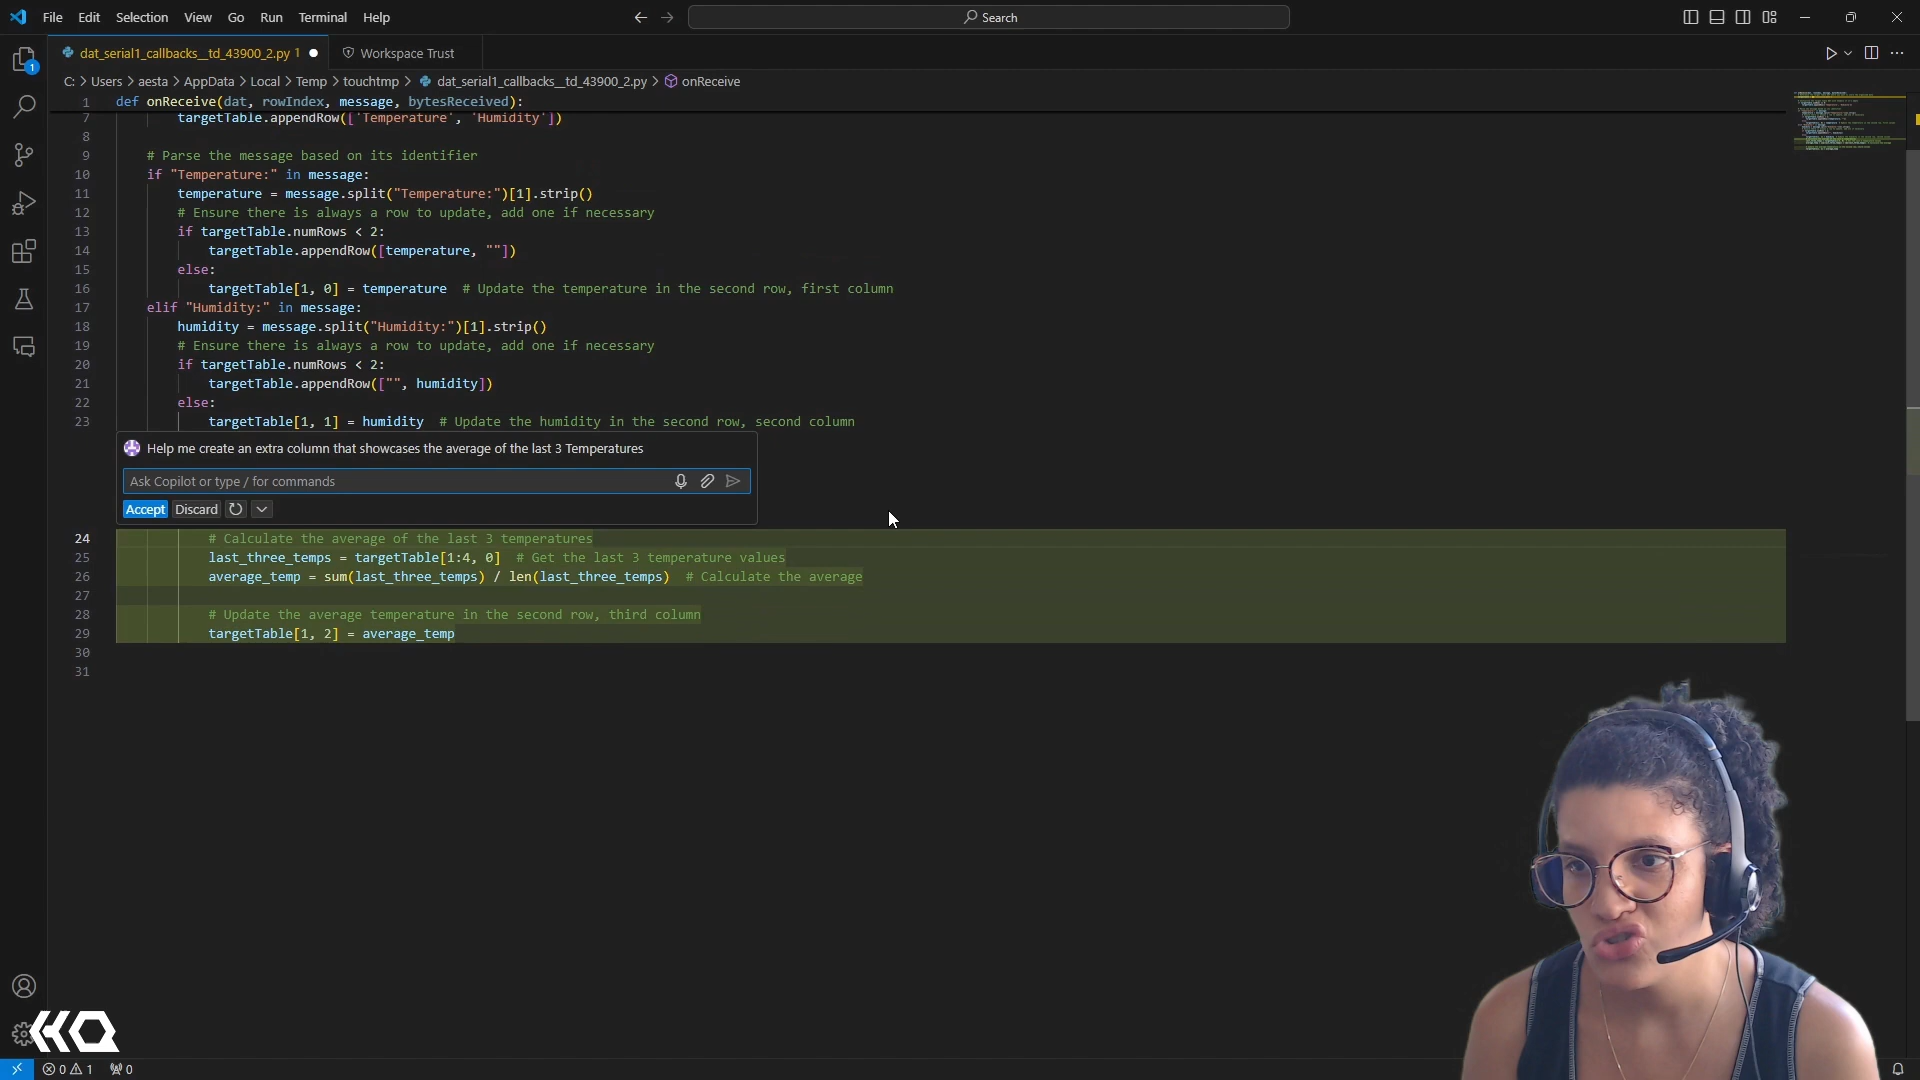 File Edit Selection View Go Run Terminal Help
Search
dat_serial1_callbacks__td_43900_2.py 1
Workspace Trust
C: > Users > aesta > AppData > Local > Temp > touchtmp > dat_serial1_callbacks__td_43900_2.py > onReceive
1 def onReceive(dat, rowIndex, message, bytesReceived):
7 targetTable.appendRow(['Temperature', 'Humidity'])
8
9 # Parse the message based on its identifier
10 if "Temperature:" in message:
11 temperature = message.split("Temperature:")[1].strip()
12 # Ensure there is always a row to update, add one if necessary
13 if targetTable.numRows < 2:
14 targetTable.appendRow([temperature, ""])
15 else:
16 targetTable[1, 0] = temperature # Update the temperature in the second row, first column
17 elif "Humidity:" in message:
18 humidity = message.split("Humidity:")[1].strip()
19 # Ensure there is always a row to update, add one if necessary
20 if targetTable.numRows < 2:
21 targetTable.appendRow(["", humidity])
22 else:
23 targetTable[1, 1] = humidity # Update the humidity in the second row, second column
Help me create an extra column that showcases the average of the last 3 Temperatures
Ask Copilot or type / for commands
Accept Discard
24 # Calculate the average of the last 3 temperatures
25 last_three_temps = targetTable[1:4, 0] # Get the last 3 temperature values
26 average_temp = sum(last_three_temps) / len(last_three_temps) # Calculate the average
27
28 # Update the average temperature in the second row, third column
29 targetTable[1, 2] = average_temp
30
31
1
HQ
0 1 0